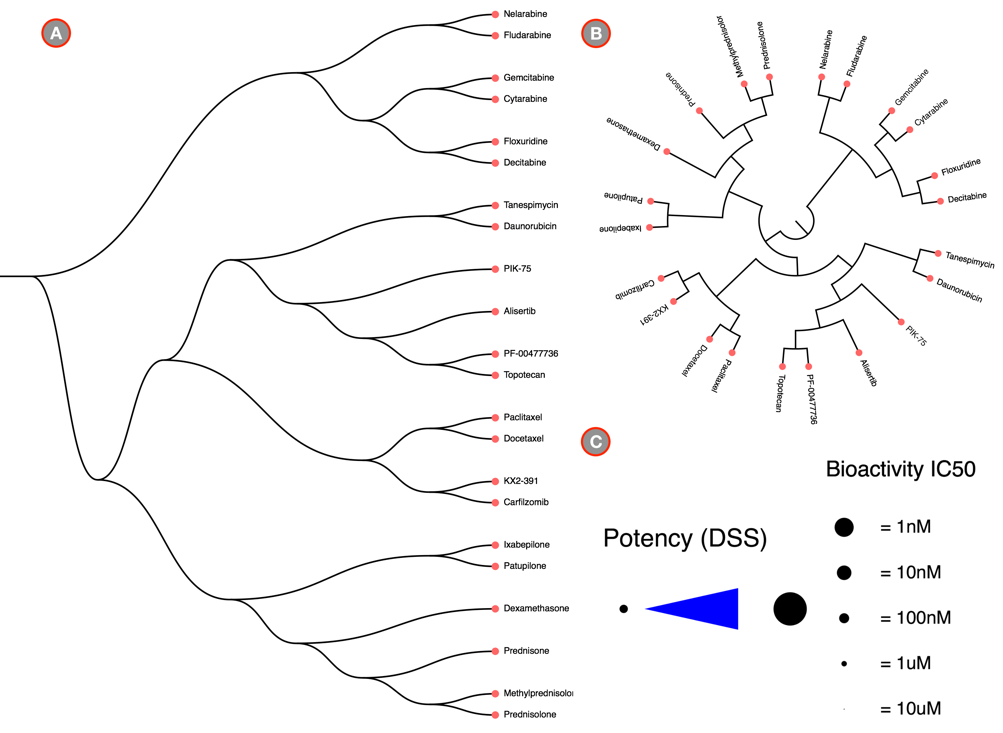 A
Nelarabine
Fludarabine
Gemcitabine
Cytarabine
Floxuridine
Decitabine
Tanespimycin
Daunorubicin
PIK-75
Alisertib
PF-00477736
Topotecan
Paclitaxel
Docetaxel
KX2-391
Carfilzomib
Ixabepilone
Patupilone
Dexamethasone
Prednisone
Methylprednisolo
Prednisolone
B
Nelarabine
Fludarabine
Gemcitabine
Cytarabine
Floxuridine
Decitabine
Tanespimycin
Daunorubicin
PIK-75
Alisertib
PF-00477736
Topotecan
Paclitaxel
Docetaxel
KX2-391
Carfilzomib
Ixabepilone
Patupilone
Dexamethasone
Prednisone
Methylprednisolor
Prednisolone
C
Potency (DSS)
Bioactivity IC50
= 1nM
= 10nM
= 100nM
= 1uM
= 10uM